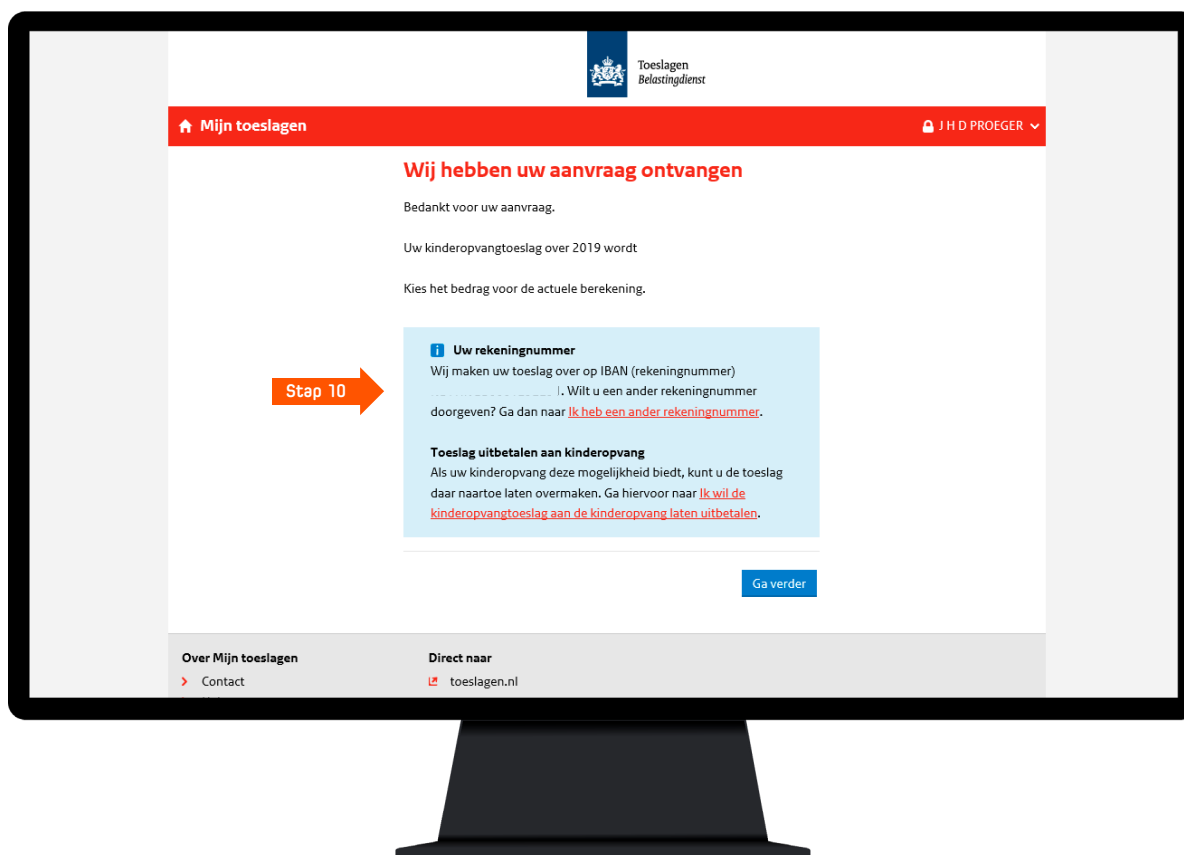 Toeslagen
Belastingdienst
Mijn toeslagen
J H D PROEGER
Wij hebben uw aanvraag ontvangen
Bedankt voor uw aanvraag.
Uw kinderopvangtoeslag over 2019 wordt
Kies het bedrag voor de actuele berekening.
Uw rekeningnummer
Wij maken uw toeslag over op IBAN (rekeningnummer)
Stap 10
. Wilt u een ander rekeningnummer
doorgeven? Ga dan naar Ik heb een ander rekeningnummer.
Toeslag uitbetalen aan kinderopvang
Als uw kinderopvang deze mogelijkheid biedt, kunt u de toeslag
daar naartoe laten overmaken. Ga hiervoor naar Ik wil de
kinderopvangtoeslag aan de kinderopvang laten uitbetalen.
Ga verder
Over Mijn toeslagen
Direct naar
Contact
toeslagen.nl